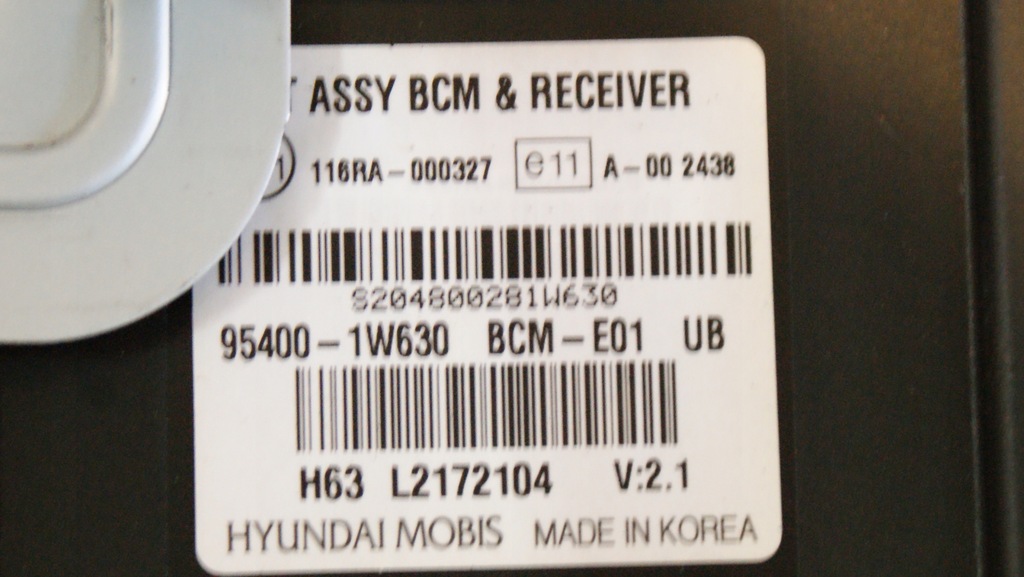 ASSY BCM & RECEIVER
116RA-000327 e11 A-00 2438
S204800281W630
95400-1W630 BCM-E01 UB
H63 L2172104 V:2.1
HYUNDAI MOBIS MADE IN KOREA